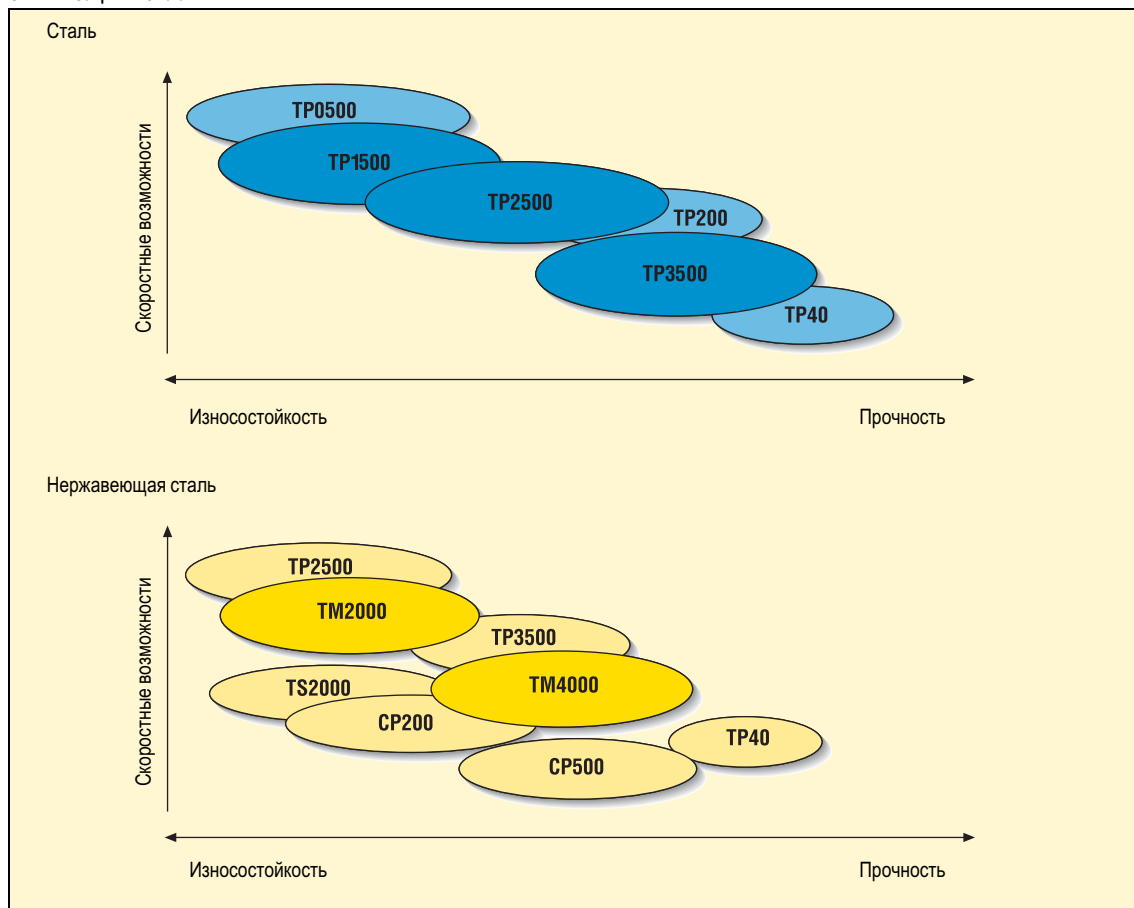 Сталь
Скоростные возможности
TP0500
TP1500
TP2500
TP200
TP3500
TP40
Износостойкость
Прочность
Нержавеющая сталь
Скоростные возможности
TP2500
TM2000
TP3500
TS2000
TM4000
CP200
TP40
CP500
Износостойкость
Прочность